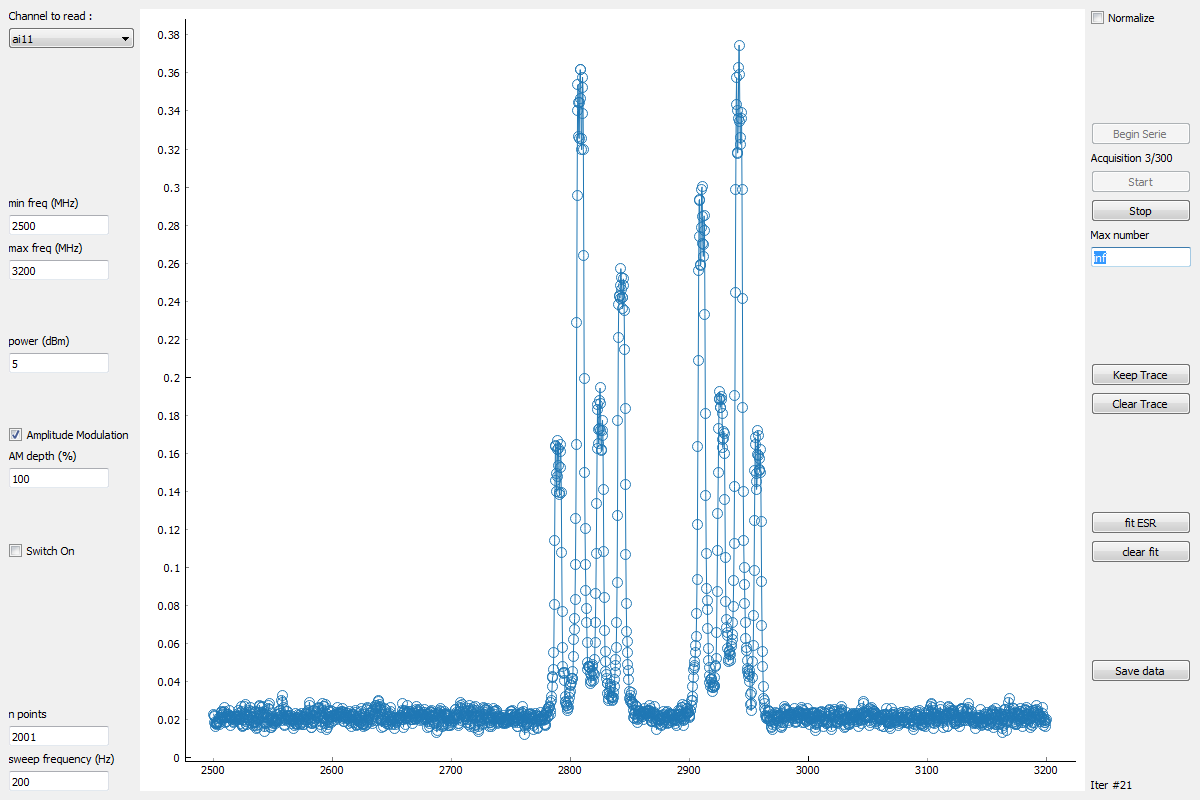 Channel to read :
ai11
min freq (MHz)
2500
max freq (MHz)
3200
power (dBm)
5
Amplitude Modulation
AM depth (%)
100
Switch On
n points
2001
sweep frequency (Hz)
200
0.38
0.36
0.34
0.32
0.3
0.28
0.26
0.24
0.22
0.2
0.18
0.16
0.14
0.12
0.1
0.08
0.06
0.04
0.02
0
2500
2600
2700
2800
2900
3000
3100
3200
Normalize
Begin Serie
Acquisition 3/300
Start
Stop
Max number
inf
Keep Trace
Clear Trace
fit ESR
clear fit
Save data
Iter #21